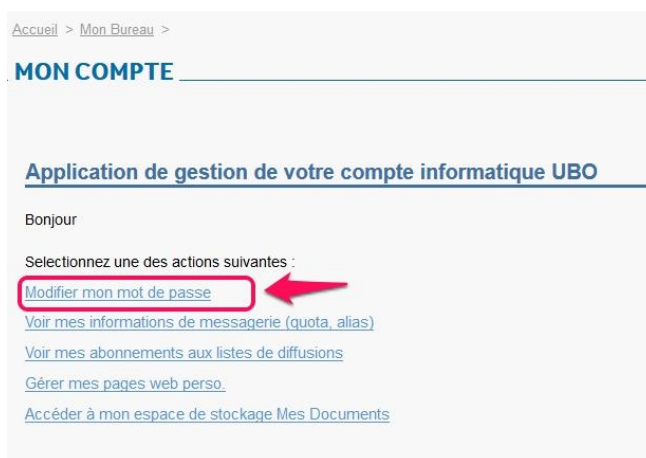 Accueil > Mon Bureau >
MON COMPTE
Application de gestion de votre compte informatique UBO
Bonjour
Selectionnez une des actions suivantes :
Modifier mon mot de passe
Voir mes informations de messagerie (quota, alias)
Voir mes abonnements aux listes de diffusions
Gérer mes pages web perso.
Accéder à mon espace de stockage Mes Documents